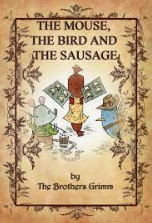 THE MOUSE,
THE BIRD AND
THE SAUSAGE
by
The Brothers Grimm